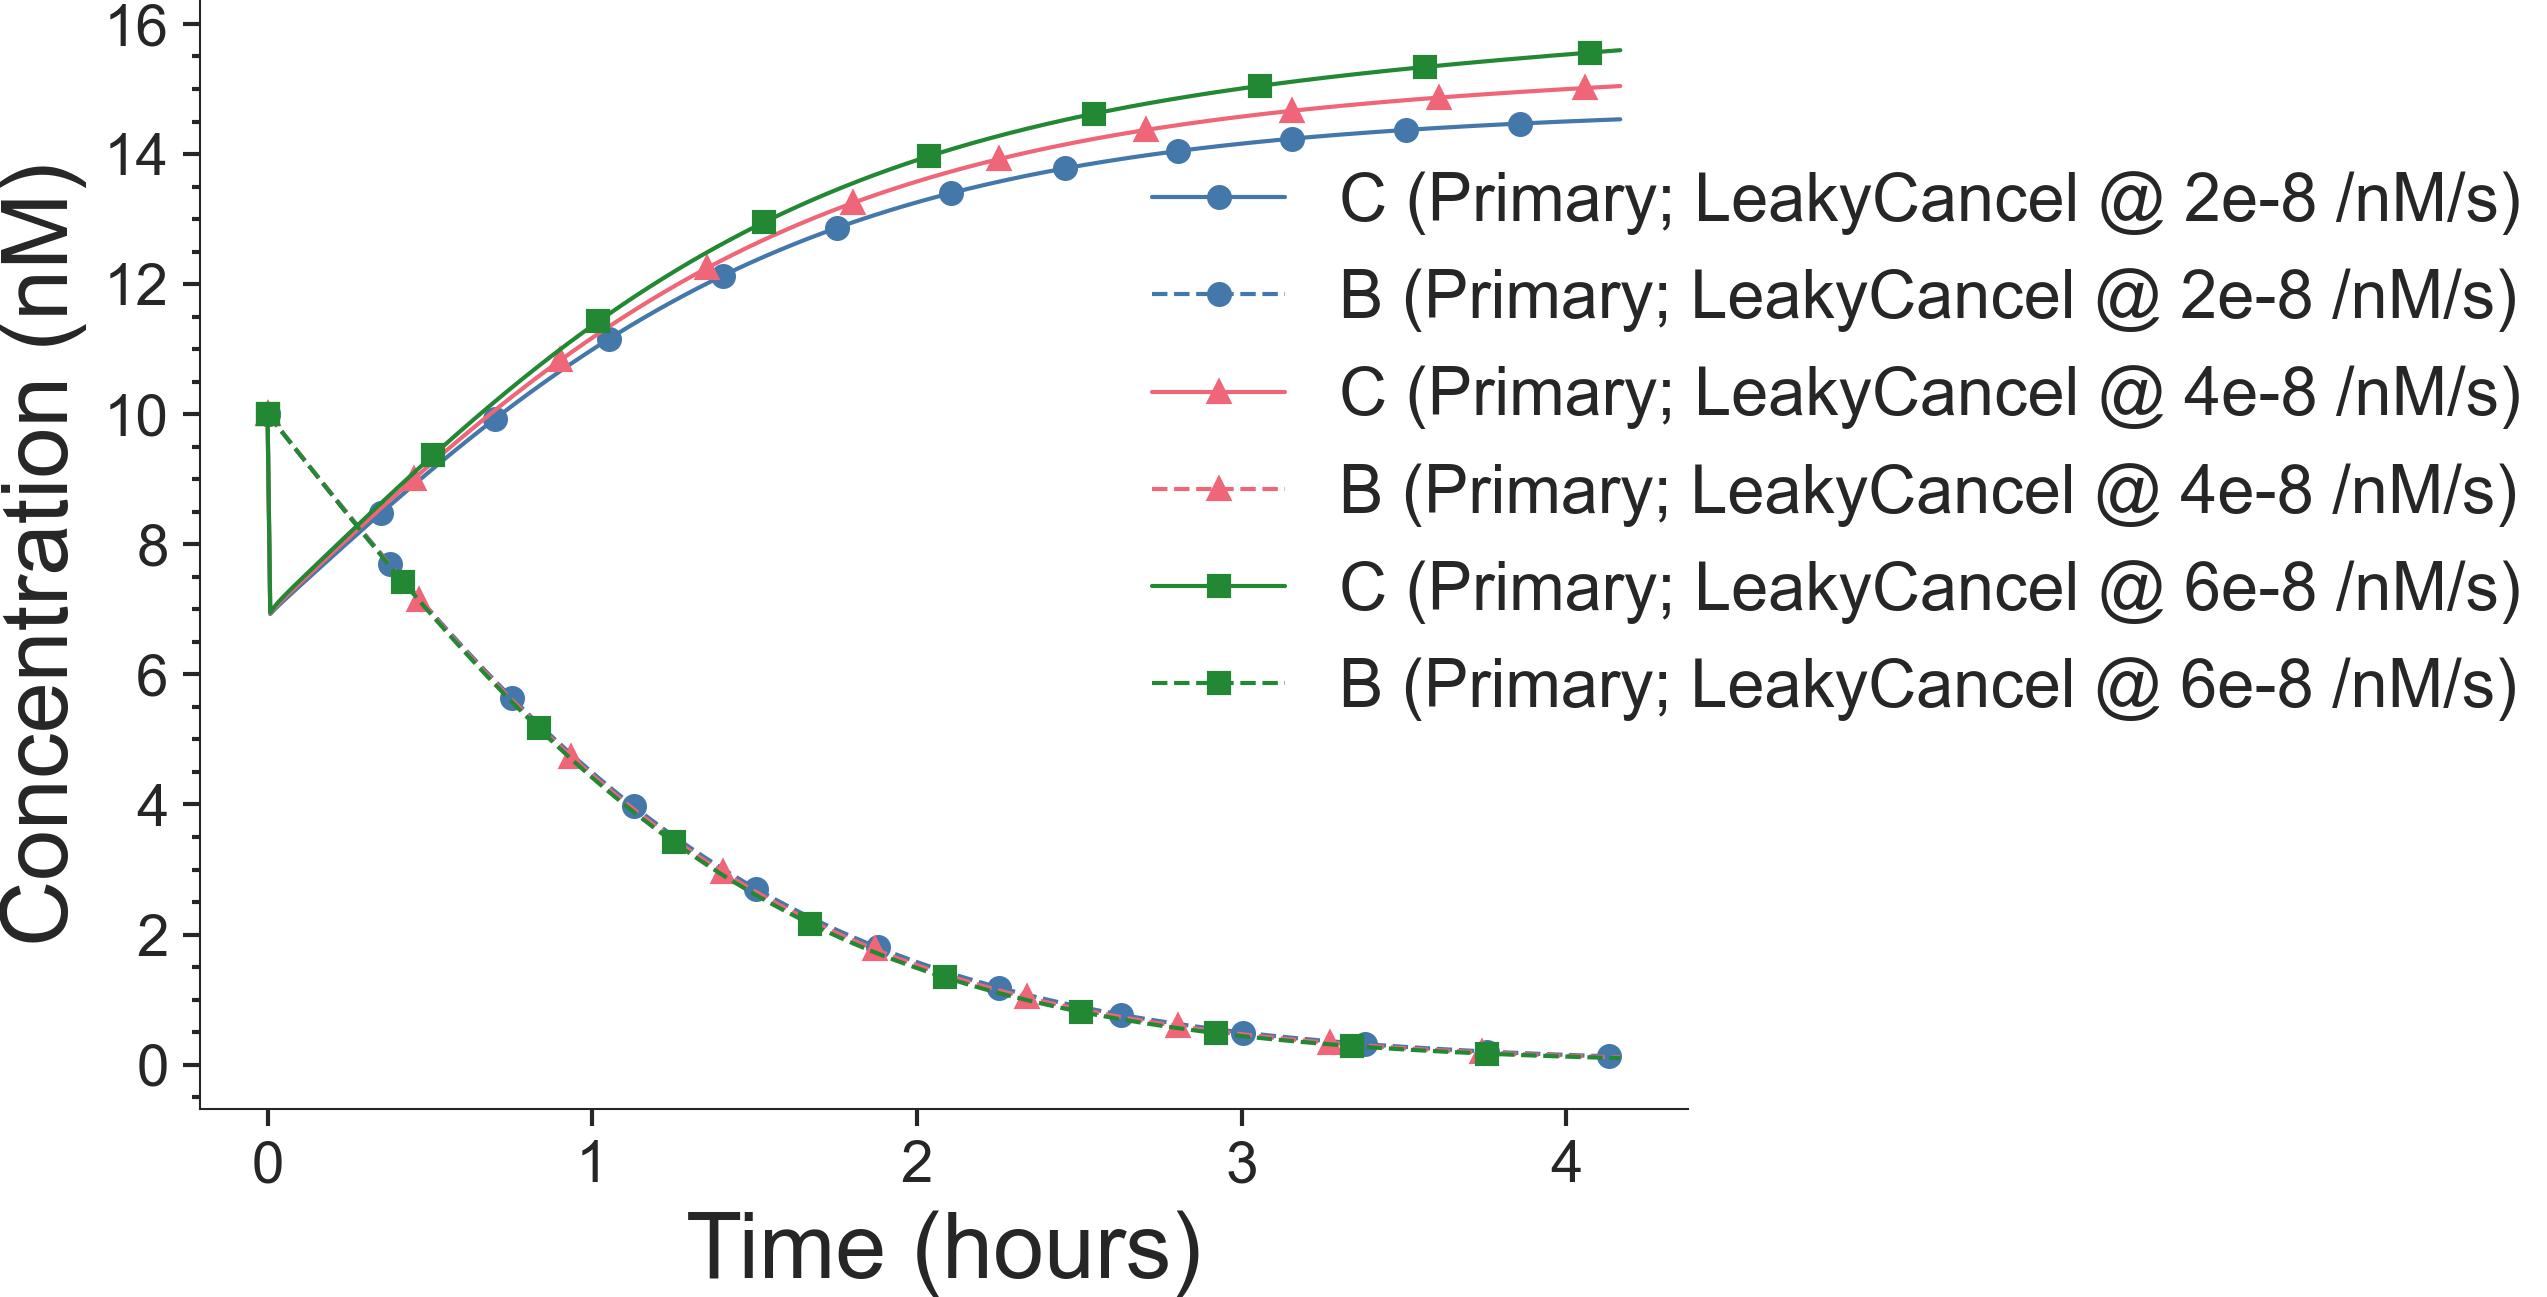 Concentration (nM)
16
14
12
10
8
6
4
2
0
0 1 2 3 4
Time (hours)
C (Primary; LeakyCancel @ 2e-8 /nM/s)
B (Primary; LeakyCancel @ 2e-8 /nM/s)
C (Primary; LeakyCancel @ 4e-8 /nM/s)
B (Primary; LeakyCancel @ 4e-8 /nM/s)
C (Primary; LeakyCancel @ 6e-8 /nM/s)
B (Primary; LeakyCancel @ 6e-8 /nM/s)